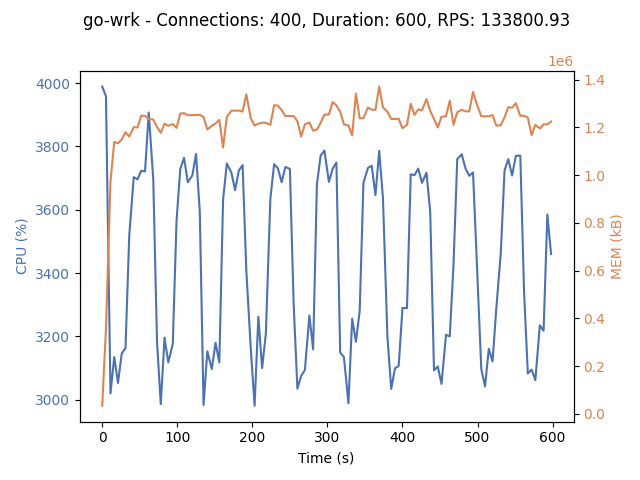 go-wrk - Connections: 400, Duration: 600, RPS: 133800.93
1e6
4000
3800
3600
3400
3200
3000
CPU (%)
1.4
1.2
1.0
0.8
0.6
0.4
0.2
0.0
MEM (kB)
0 100 200 300 400 500 600
Time (s)